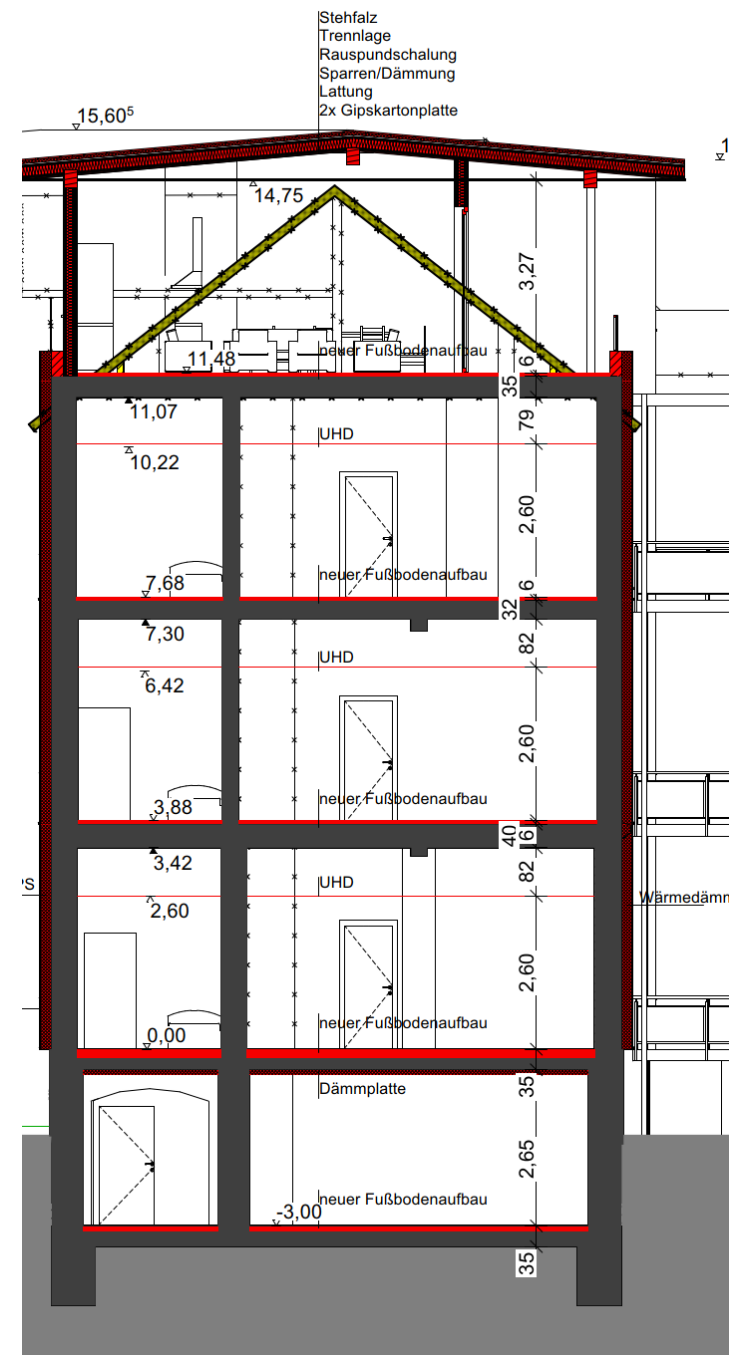 Stehfalz
Trennlage
Rauspundschalung
Sparren/Dämmung
Lattung
2x Gipskartonplatte
15,60⁵
1
14,75
3,27
neuer Fußbodenaufbau
11,48
6
35
11,07
79
UHD
10,22
2,60
neuer Fußbodenaufbau
7,68
6
32
7,30
82
UHD
6,42
2,60
neuer Fußbodenaufbau
3,88
40
6
3,42
82
UHD
2,60
PS
Wärmedämm
2,60
neuer Fußbodenaufbau
0,00
35
Dämmplatte
2,65
neuer Fußbodenaufbau
-3,00
35